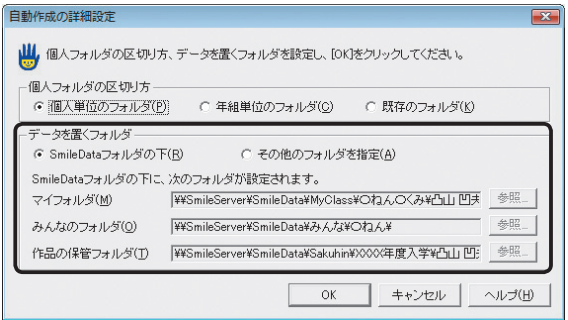 自動作成の詳細設定
個人フォルダの区切り方、データを置くフォルダを設定し、[OK]をクリックしてください。
個人フォルダの区切り方
個人単位のフォルダ(P) 年組単位のフォルダ(C) 既存のフォルダ(K)
データを置くフォルダ
SmileDataフォルダの下(R) その他のフォルダを指定(A)
SmileDataフォルダの下に、次のフォルダが設定されます。
マイフォルダ(M) ¥¥SmileServer¥SmileData¥MyClass¥〇ねん〇くみ¥凸山 凹夫 参照...
みんなのフォルダ(O) ¥¥SmileServer¥SmileData¥みんな¥〇ねん¥ 参照...
作品の保管フォルダ(T) ¥¥SmileServer¥SmileData¥Sakuhin¥XXXX年度入学¥凸山 凹 参照...
OK キャンセル ヘルプ(H)